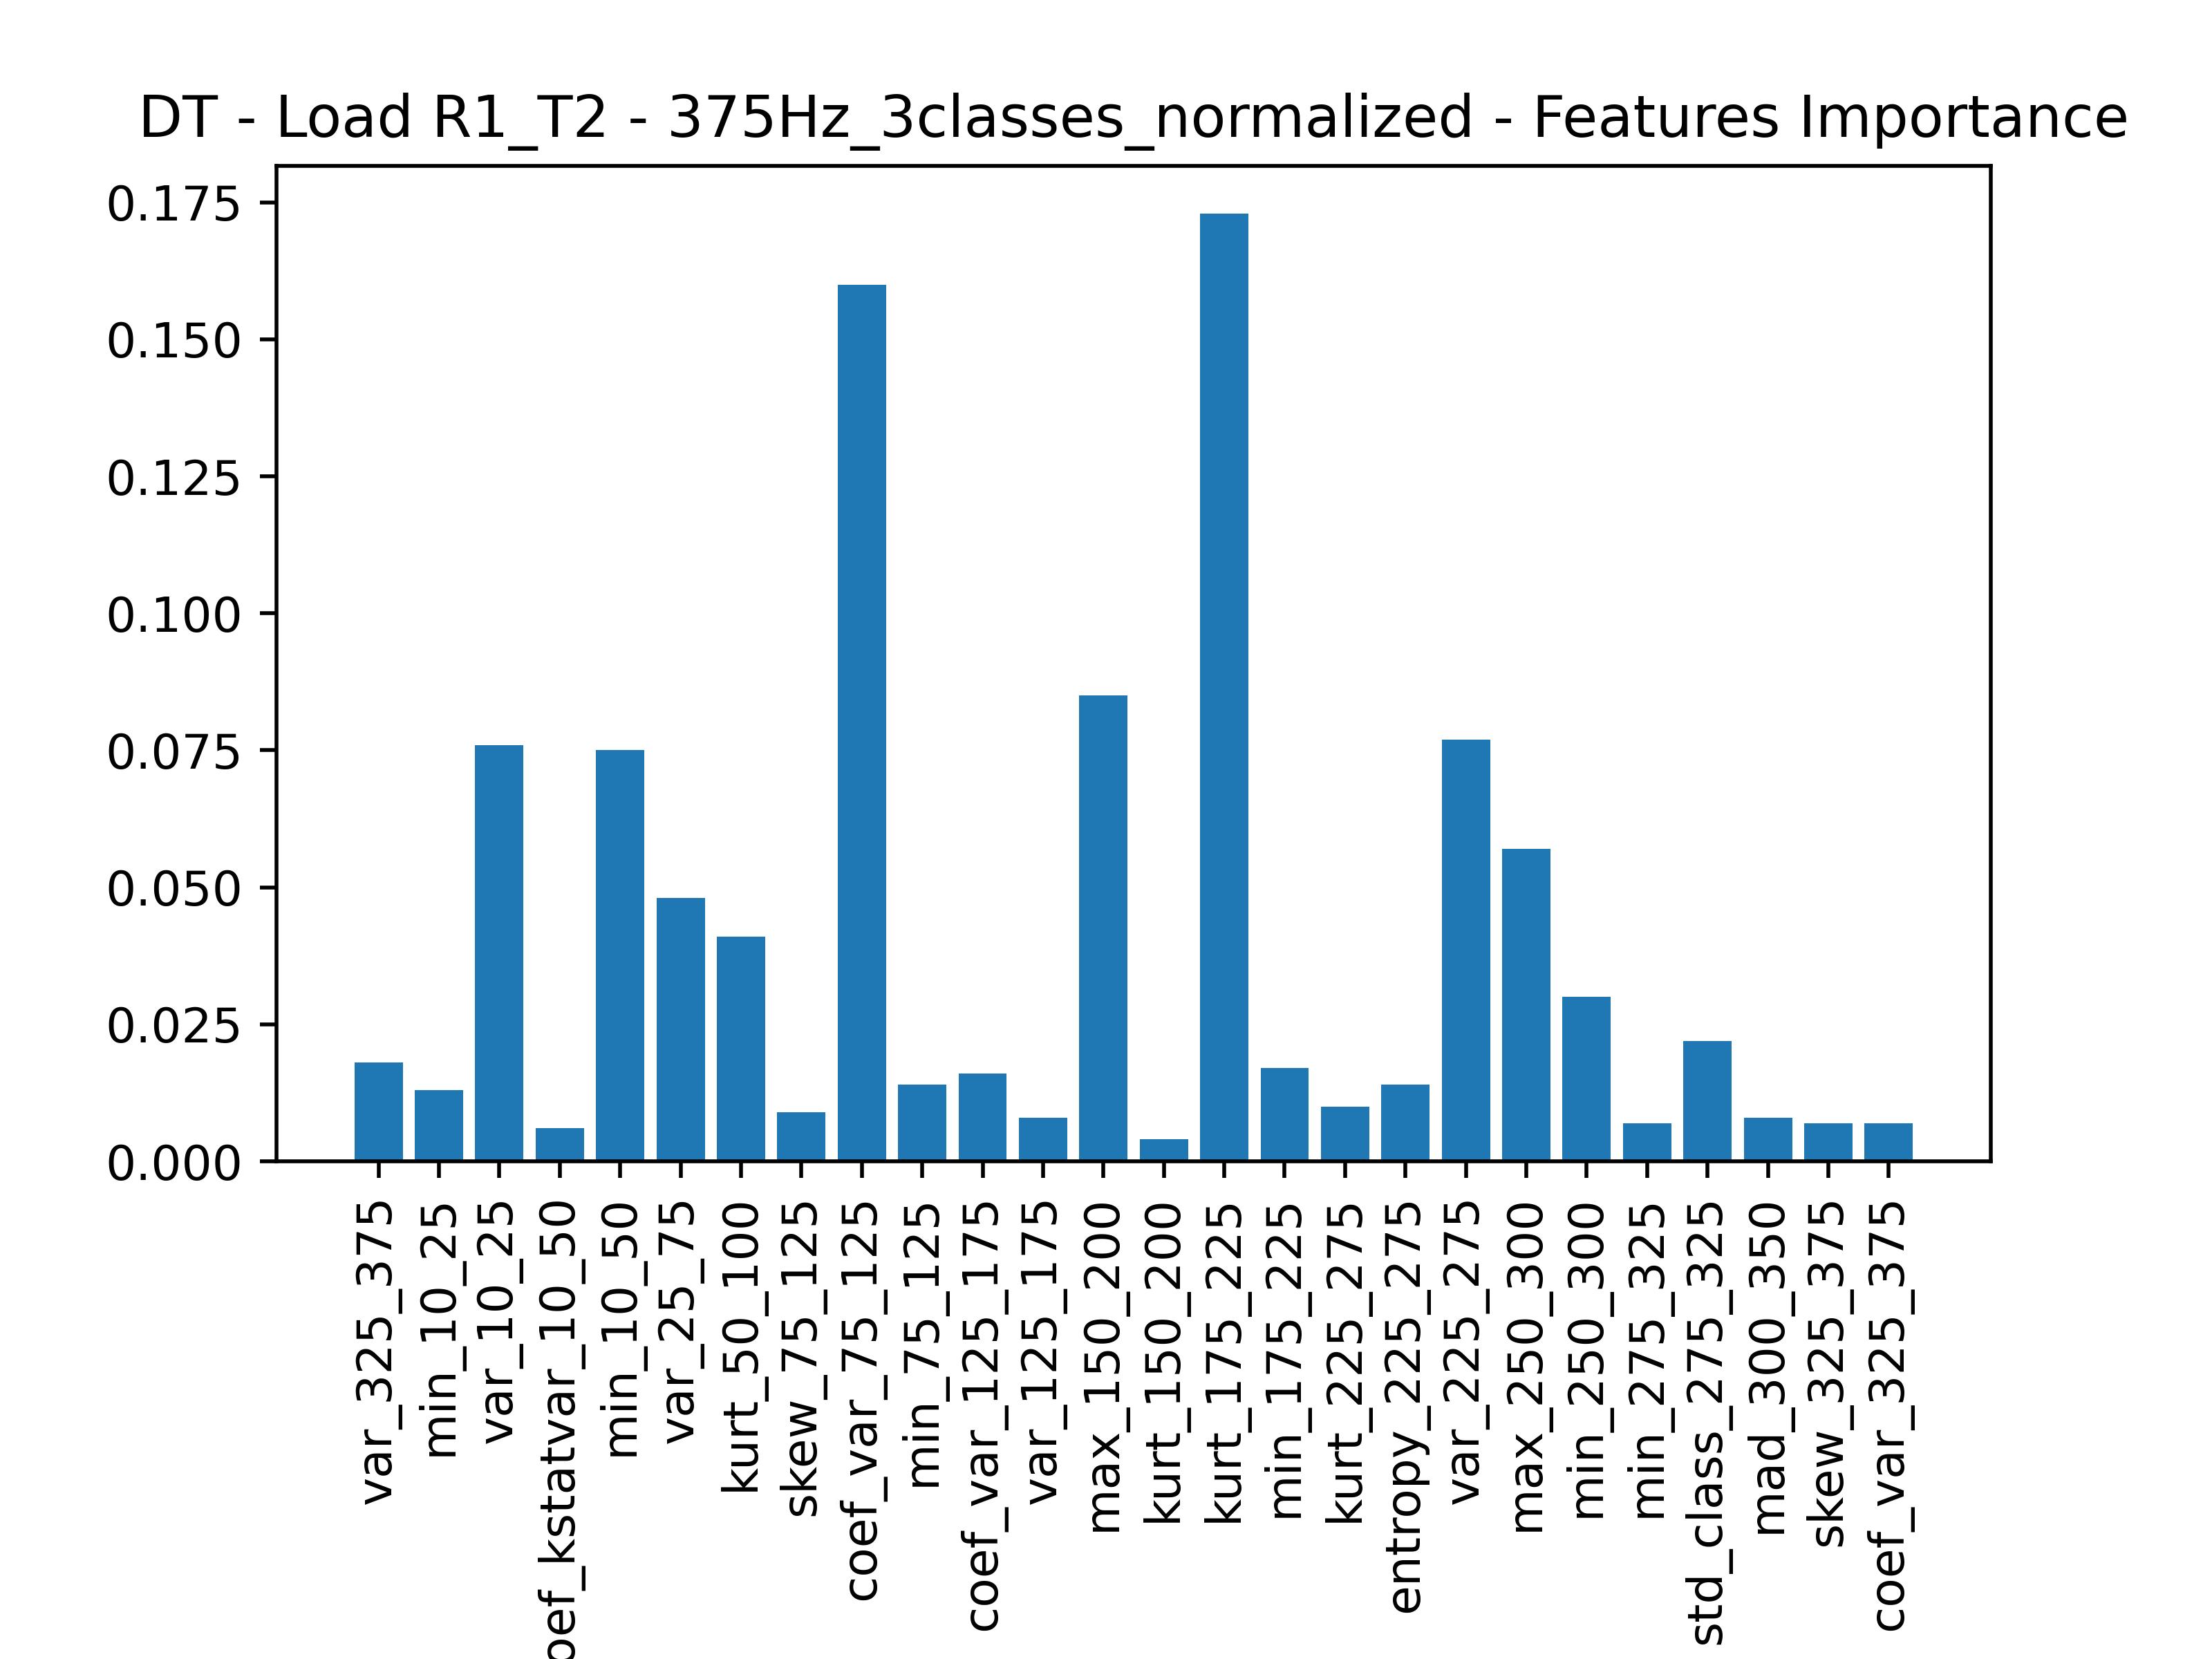 DT - Load R1_T2 - 375Hz_3classes_normalized - Features Importance
0.175
0.150
0.125
0.100
0.075
0.050
0.025
0.000
var_325_375
min_10_25
var_10_25
oef_kstatvar_10_50
min_10_50
var_25_75
kurt_50_100
skew_75_125
coef_var_75_125
min_75_125
coef_var_125_175
var_125_175
max_150_200
kurt_150_200
kurt_175_225
min_175_225
kurt_225_275
entropy_225_275
var_225_275
max_250_300
min_250_300
min_275_325
std_class_275_325
mad_300_350
skew_325_375
coef_var_325_375